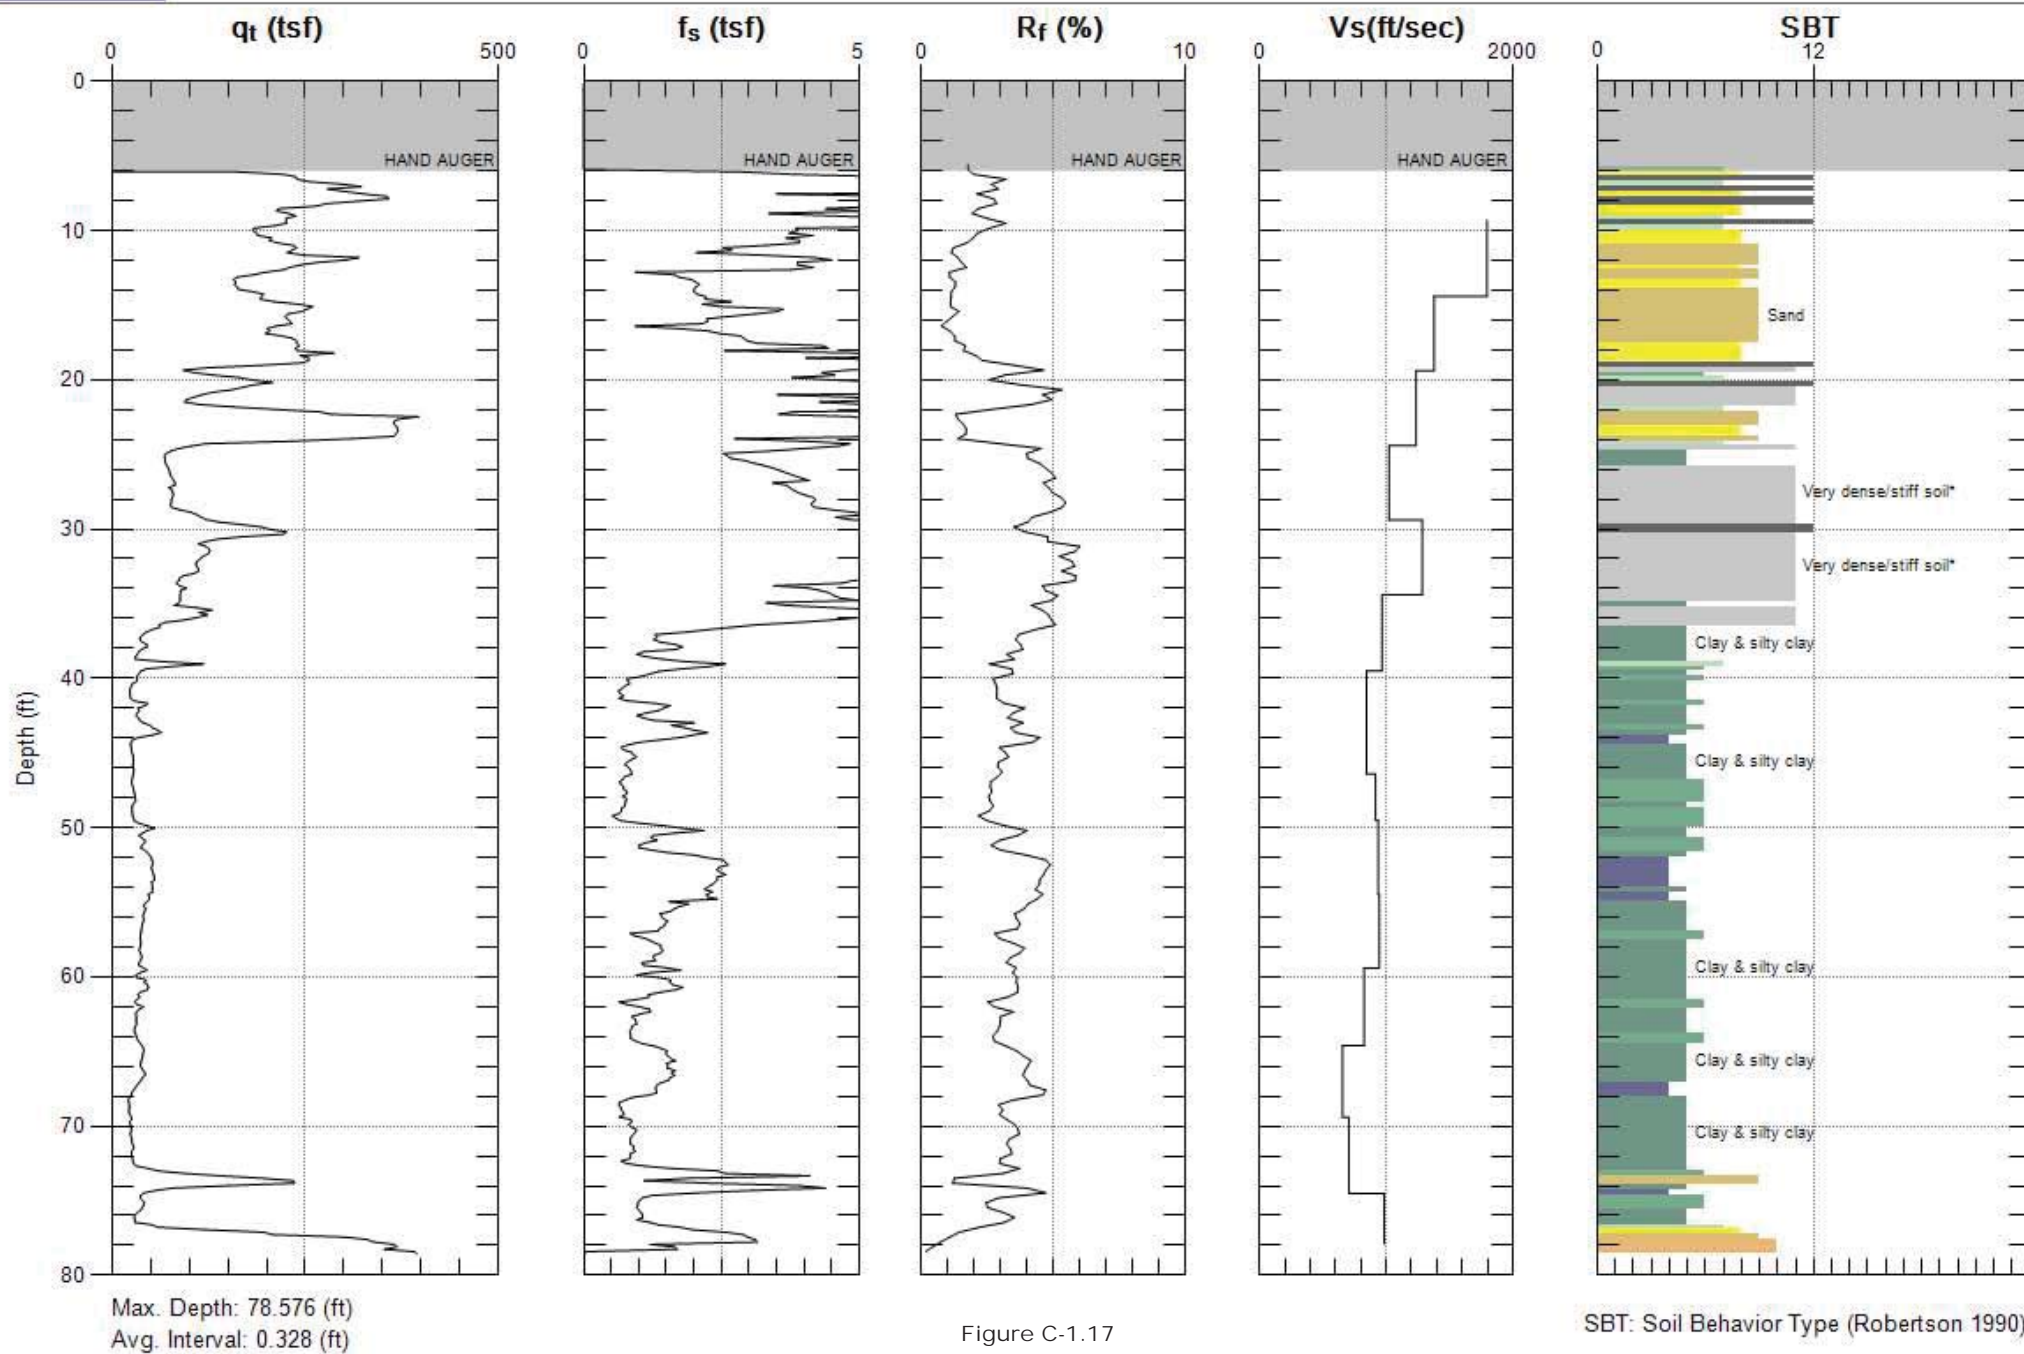 qt (tsf)
fs (tsf)
Rf (%)
Vs(ft/sec)
SBT
0 500
0 5
0 10
0 2000
0 12
0
HAND AUGER
HAND AUGER
HAND AUGER
HAND AUGER
10
Sand
20
Very dense/stiff soil*
30
Very dense/stiff soil*
Clay & silty clay
40
Depth (ft)
Clay & silty clay
50
Clay & silty clay
60
Clay & silty clay
70
Clay & silty clay
80
Max. Depth: 78.576 (ft)
Avg. Interval: 0.328 (ft)
Figure C-1.17
SBT: Soil Behavior Type (Robertson 1990)